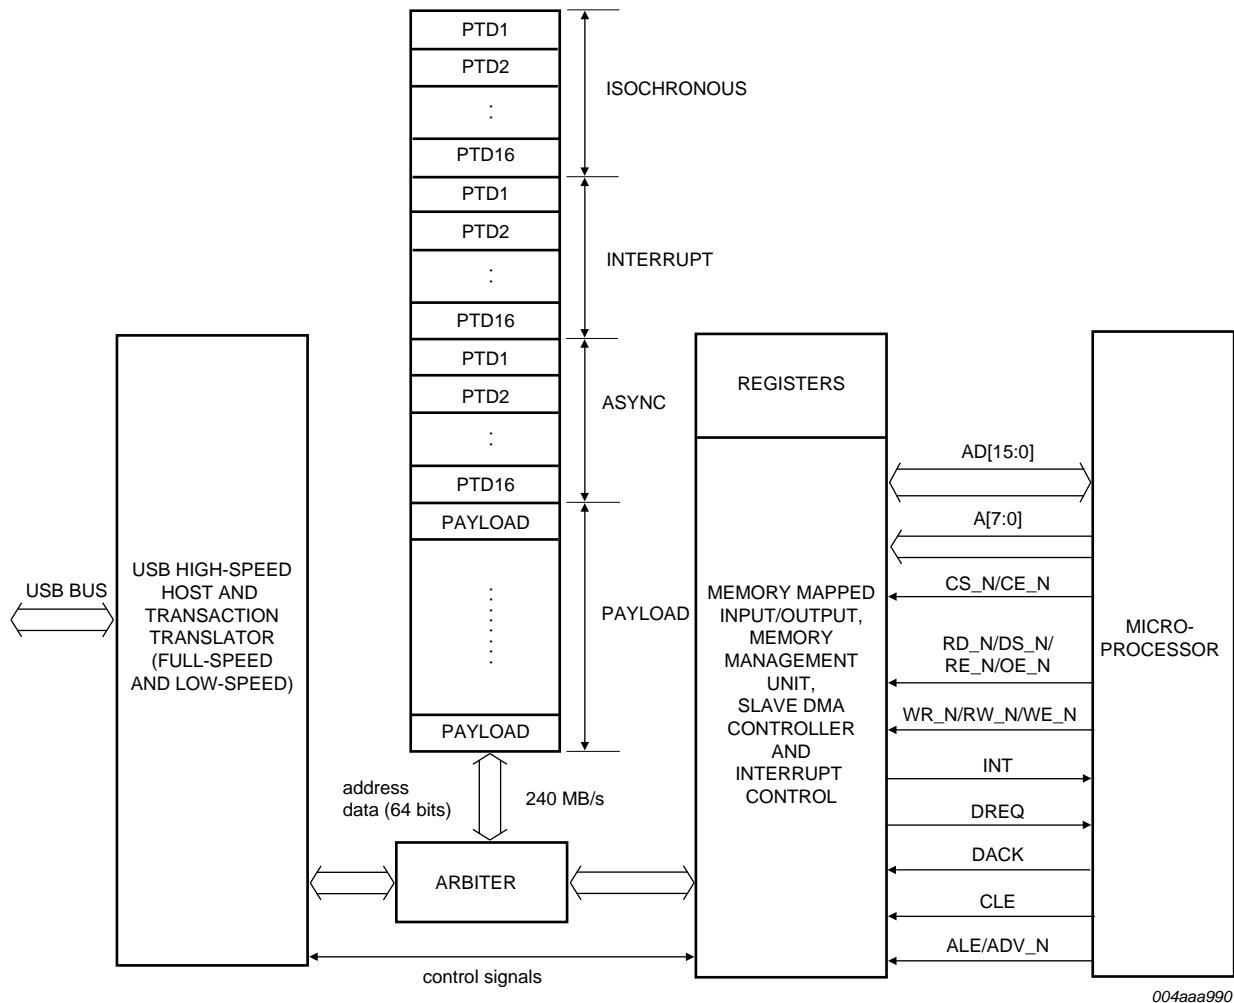 PTD1
PTD2
PTD16
ISOCHRONOUS
PTD1
PTD2
PTD16
INTERRUPT
PTD1
PTD2
PTD16
ASYNC
PAYLOAD
PAYLOAD
PAYLOAD
USB BUS
USB HIGH-SPEED
HOST AND
TRANSACTION
TRANSLATOR
(FULL-SPEED
AND LOW-SPEED)
address
data (64 bits)
240 MB/s
ARBITER
control signals
REGISTERS
MEMORY MAPPED
INPUT/OUTPUT,
MEMORY
MANAGEMENT
UNIT,
SLAVE DMA
CONTROLLER
AND
INTERRUPT
CONTROL
AD[15:0]
A[7:0]
CS_N/CE_N
RD_N/DS_N/
RE_N/OE_N
WR_N/RW_N/WE_N
INT
DREQ
DACK
CLE
ALE/ADV_N
MICRO-
PROCESSOR
004aaa990